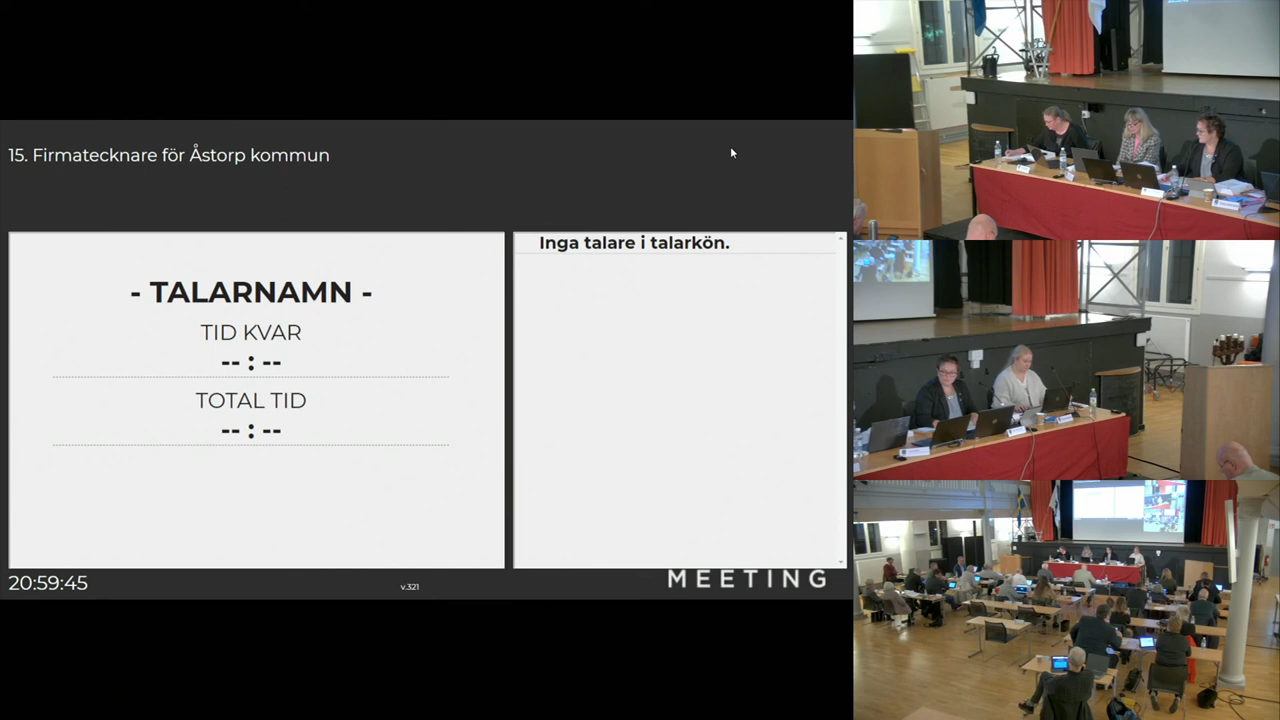 15. Firmatecknare för Åstorp kommun
- TALARNAMN -
TID KVAR
-- : --
TOTAL TID
-- : --
Inga talare i talarkön.
20:59:45
v.321
MEETING